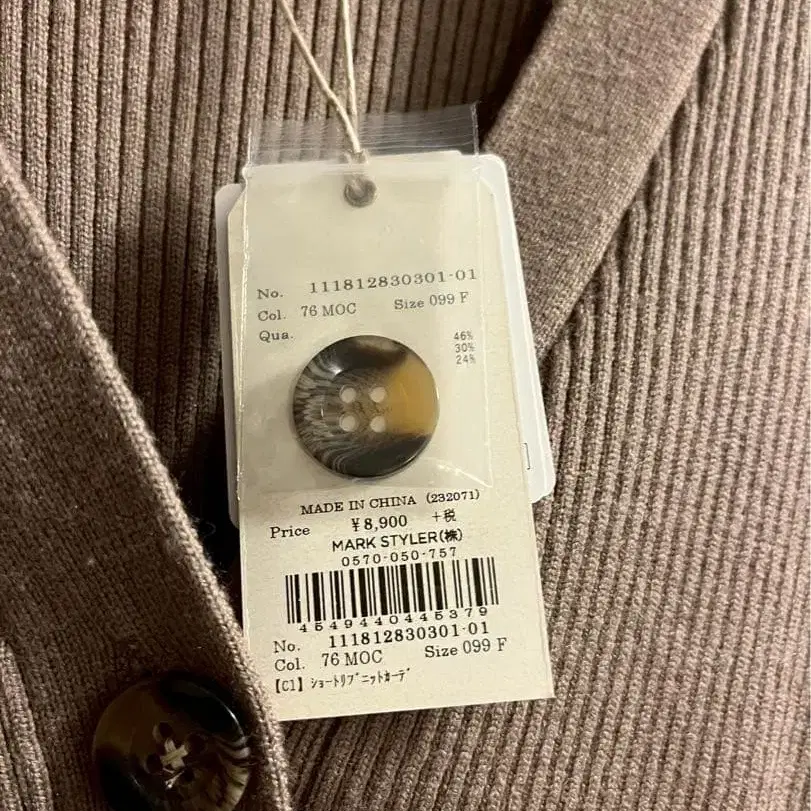 No. 111812830301-01
Col. 76 MOC Size 099 F
Qua.
46%
30%
24%
MADE IN CHINA (232071)
Price ¥8,900 +税
MARK STYLER(株)
0570-050-757
4549440445379
No. 111812830301-01
Col. 76 MOC Size 099 F
【C1】ショートリブニットカーデ